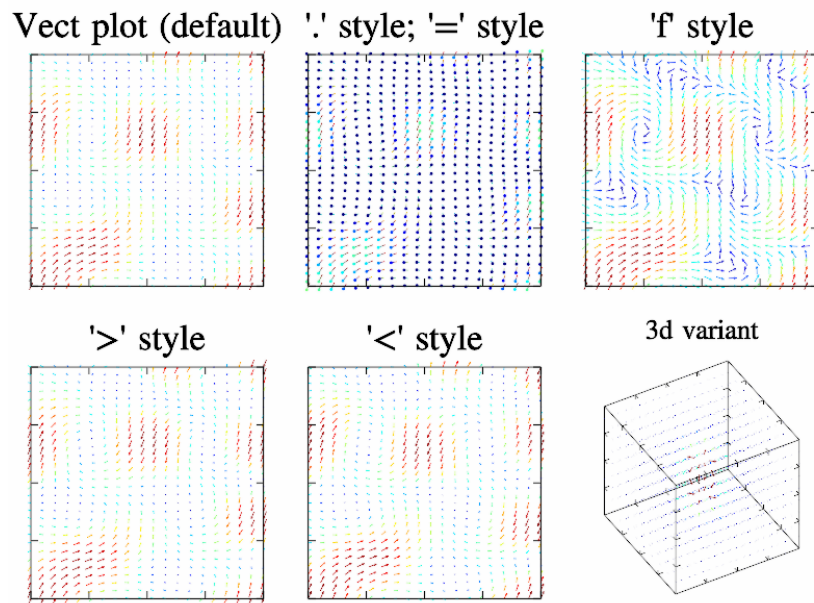 Vect plot (default)
'.' style; '=' style
'f' style
'>' style
'<' style
3d variant